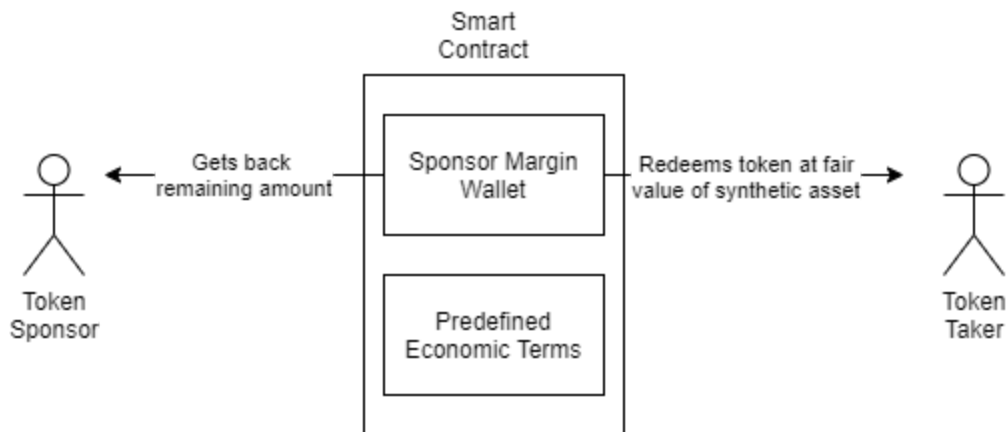 Smart
Contract
Gets back
remaining amount
Sponsor Margin
Wallet
Redeems token at fair
value of synthetic asset
Token
Sponsor
Predefined
Economic Terms
Token
Taker